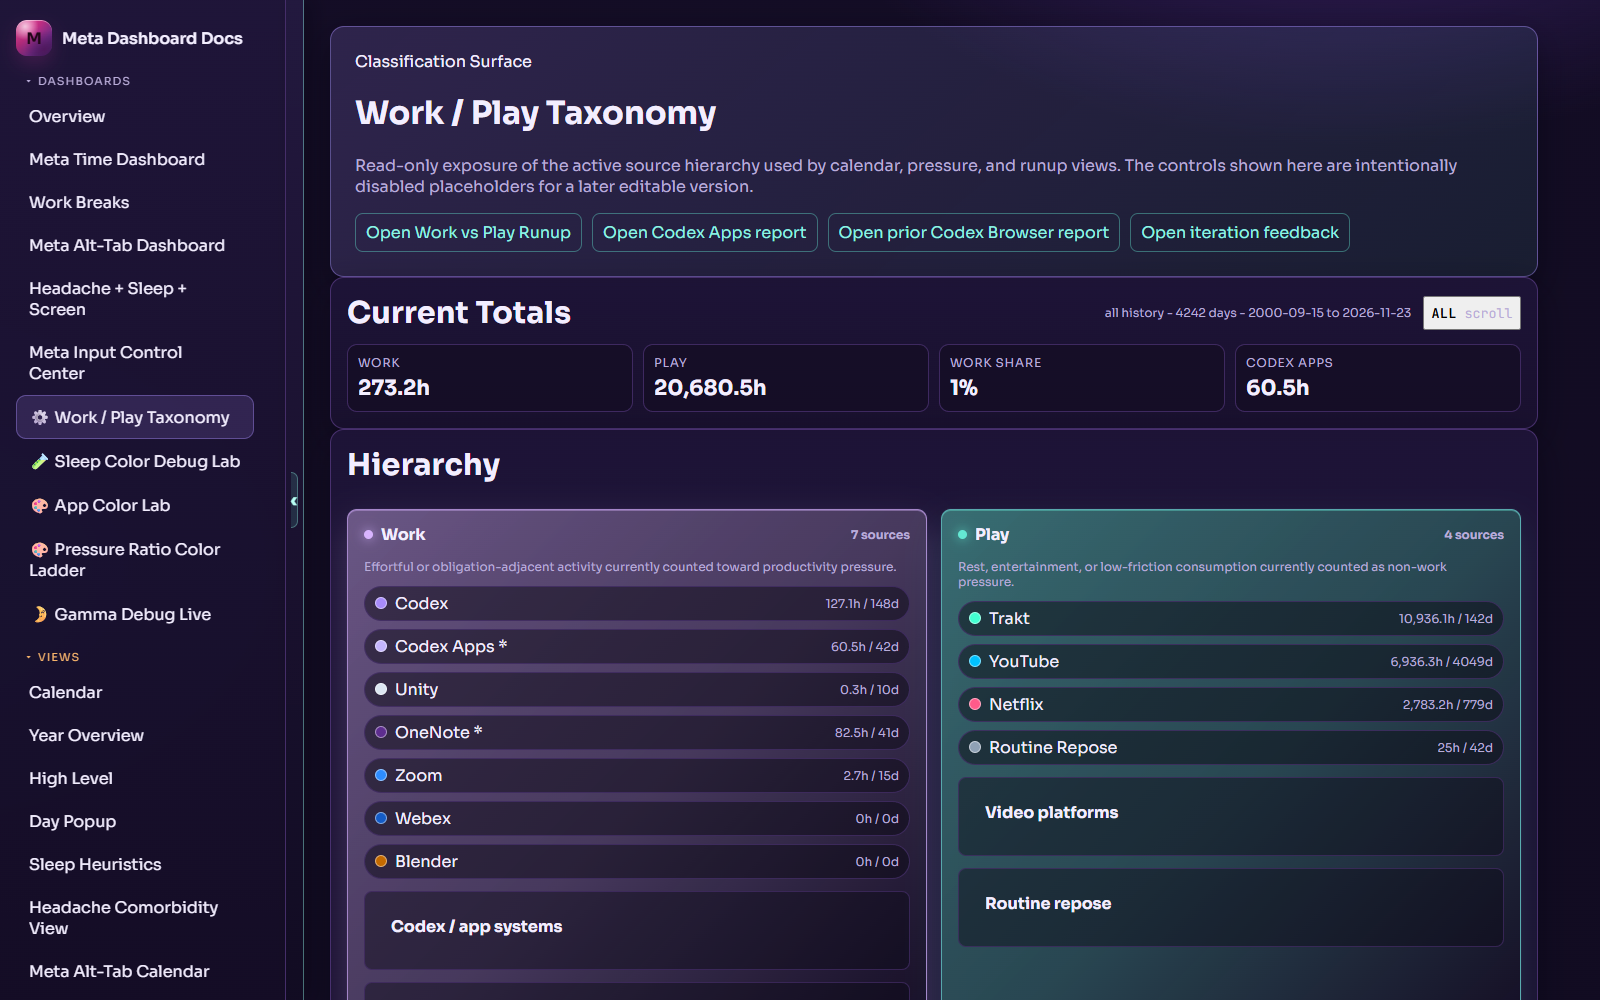 M
Meta Dashboard Docs
DASHBOARDS
Overview
Meta Time Dashboard
Work Breaks
Meta Alt-Tab Dashboard
Headache + Sleep +
Screen
Meta Input Control
Center
Work / Play Taxonomy
Sleep Color Debug Lab
App Color Lab
Pressure Ratio Color
Ladder
Gamma Debug Live
VIEWS
Calendar
Year Overview
High Level
Day Popup
Sleep Heuristics
Headache Comorbidity
View
Meta Alt-Tab Calendar
Classification Surface
Work / Play Taxonomy
Read-only exposure of the active source hierarchy used by calendar, pressure, and runup views. The controls shown here are intentionally
disabled placeholders for a later editable version.
Open Work vs Play Runup
Open Codex Apps report
Open prior Codex Browser report
Open iteration feedback
Current Totals
all history - 4242 days - 2000-09-15 to 2026-11-23
ALL scroll
WORK
273.2h
PLAY
20,680.5h
WORK SHARE
1%
CODEX APPS
60.5h
Hierarchy
Work
7 sources
Effortful or obligation-adjacent activity currently counted toward productivity pressure.
Codex 127.1h / 148d
Codex Apps * 60.5h / 42d
Unity 0.3h / 10d
OneNote * 82.5h / 41d
Zoom 2.7h / 15d
Webex 0h / 0d
Blender 0h / 0d
Codex / app systems
Play
4 sources
Rest, entertainment, or low-friction consumption currently counted as non-work
pressure.
Trakt 10,936.1h / 142d
YouTube 6,936.3h / 4049d
Netflix 2,783.2h / 779d
Routine Repose 25h / 42d
Video platforms
Routine repose